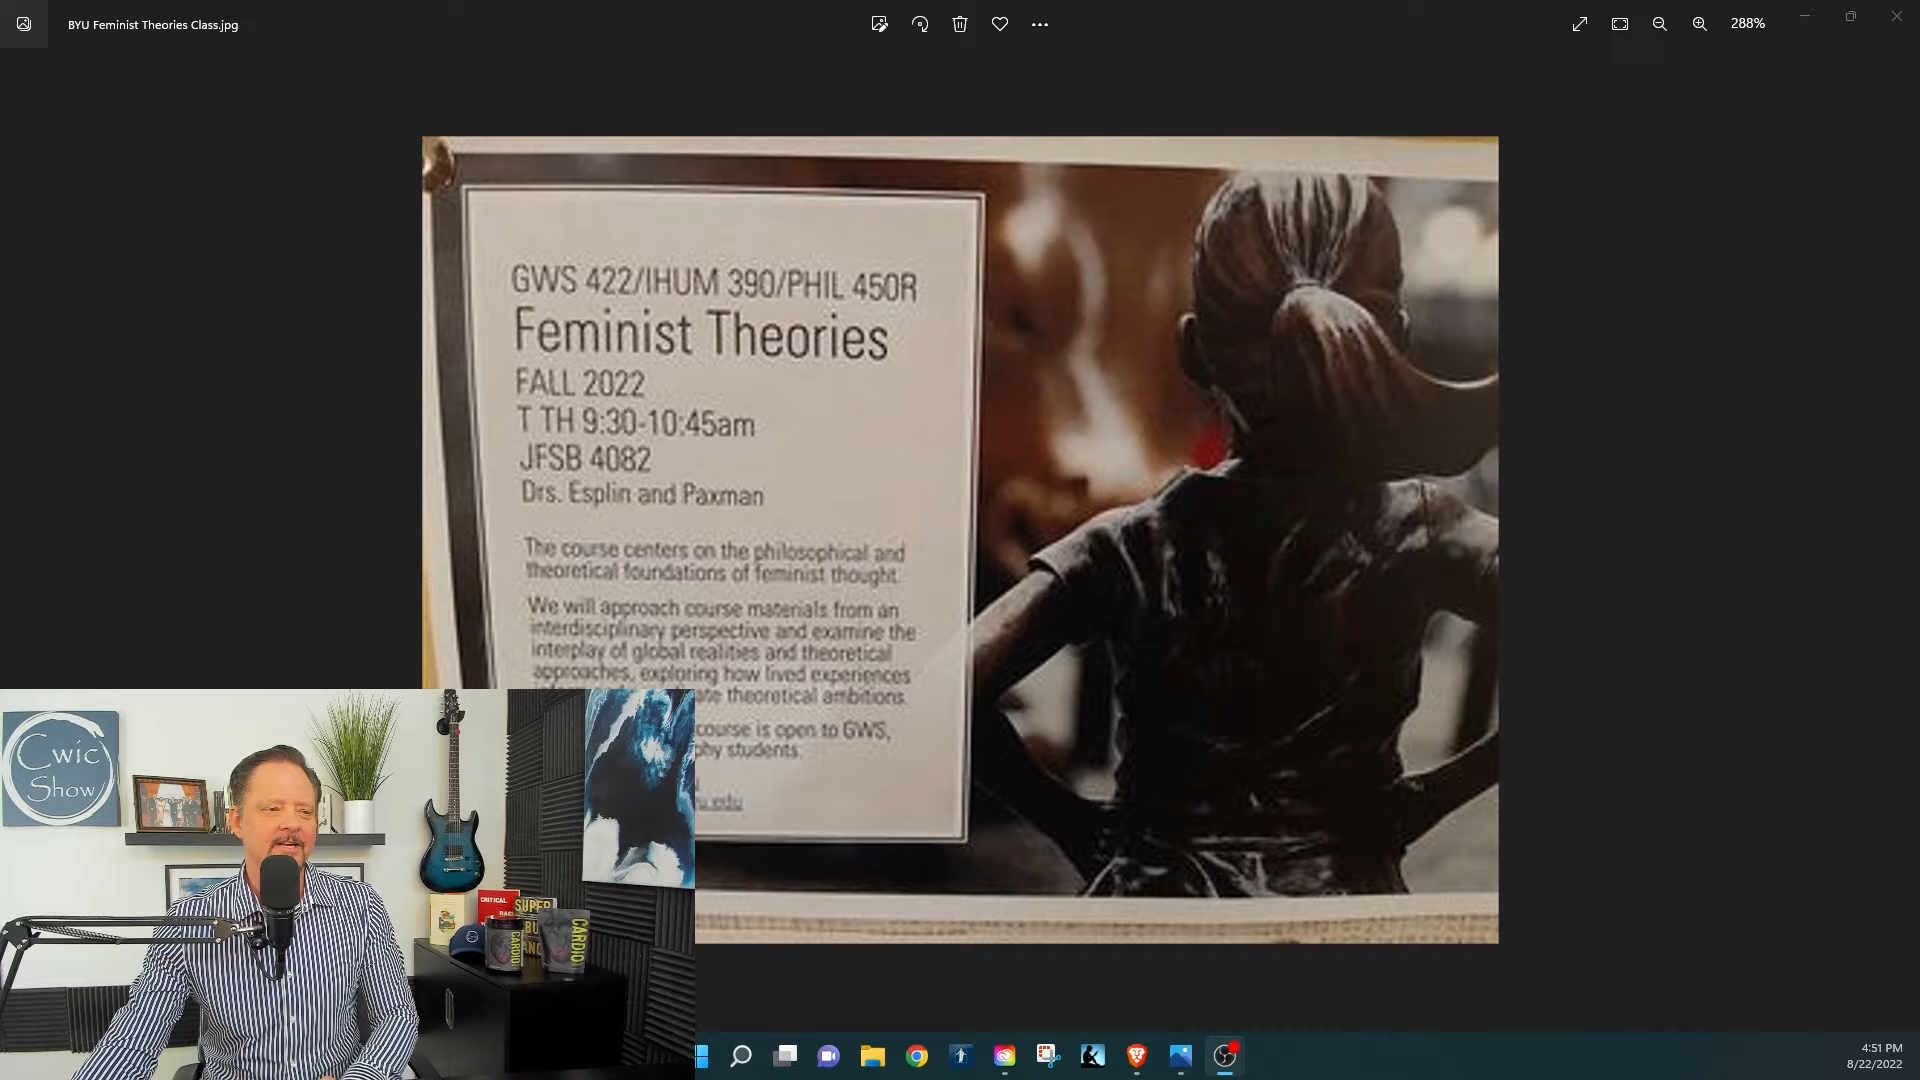 BYU Feminist Theories Class.jpg
288%
GWS 422/IHUM 390/PHIL 450R
Feminist Theories
FALL 2022
T TH 9:30-10:45am
JFSB 4082
Drs. Esplin and Paxman
The course centers on the philosophical and
theoretical foundations of feminist thought.
We will approach course materials from an
interdisciplinary perspective and examine the
interplay of global realities and theoretical
approaches, exploring how lived experiences
theoretical ambitions.
course is open to GWS,
students.
Cwic
Show
CRITICAL
SUPER
CARDIO
CARDIO
4:51 PM
8/22/2022